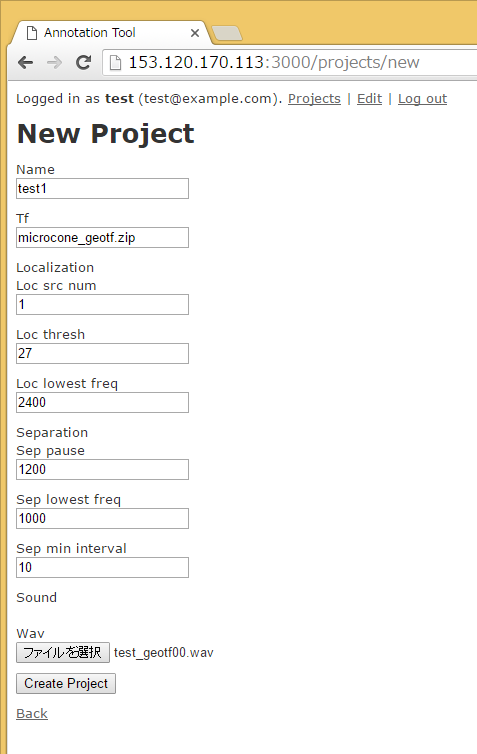 Annotation Tool
153.120.170.113:3000/projects/new
Logged in as test (test@example.com). Projects | Edit | Log out
New Project
Name
test1
Tf
microcone_geotf.zip
Localization
Loc src num
1
Loc thresh
27
Loc lowest freq
2400
Separation
Sep pause
1200
Sep lowest freq
1000
Sep min interval
10
Sound
Wav
ファイルを選択 test_geotf00.wav
Create Project
Back